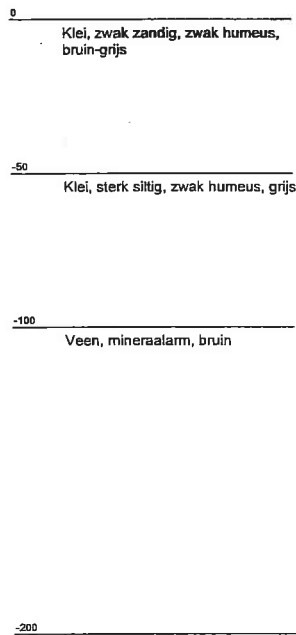 0
Klei, zwak zandig, zwak humeus,
bruin-grijs
-50
Klei, sterk siltig, zwak humeus, grijs
-100
Veen, mineraalarm, bruin
-200